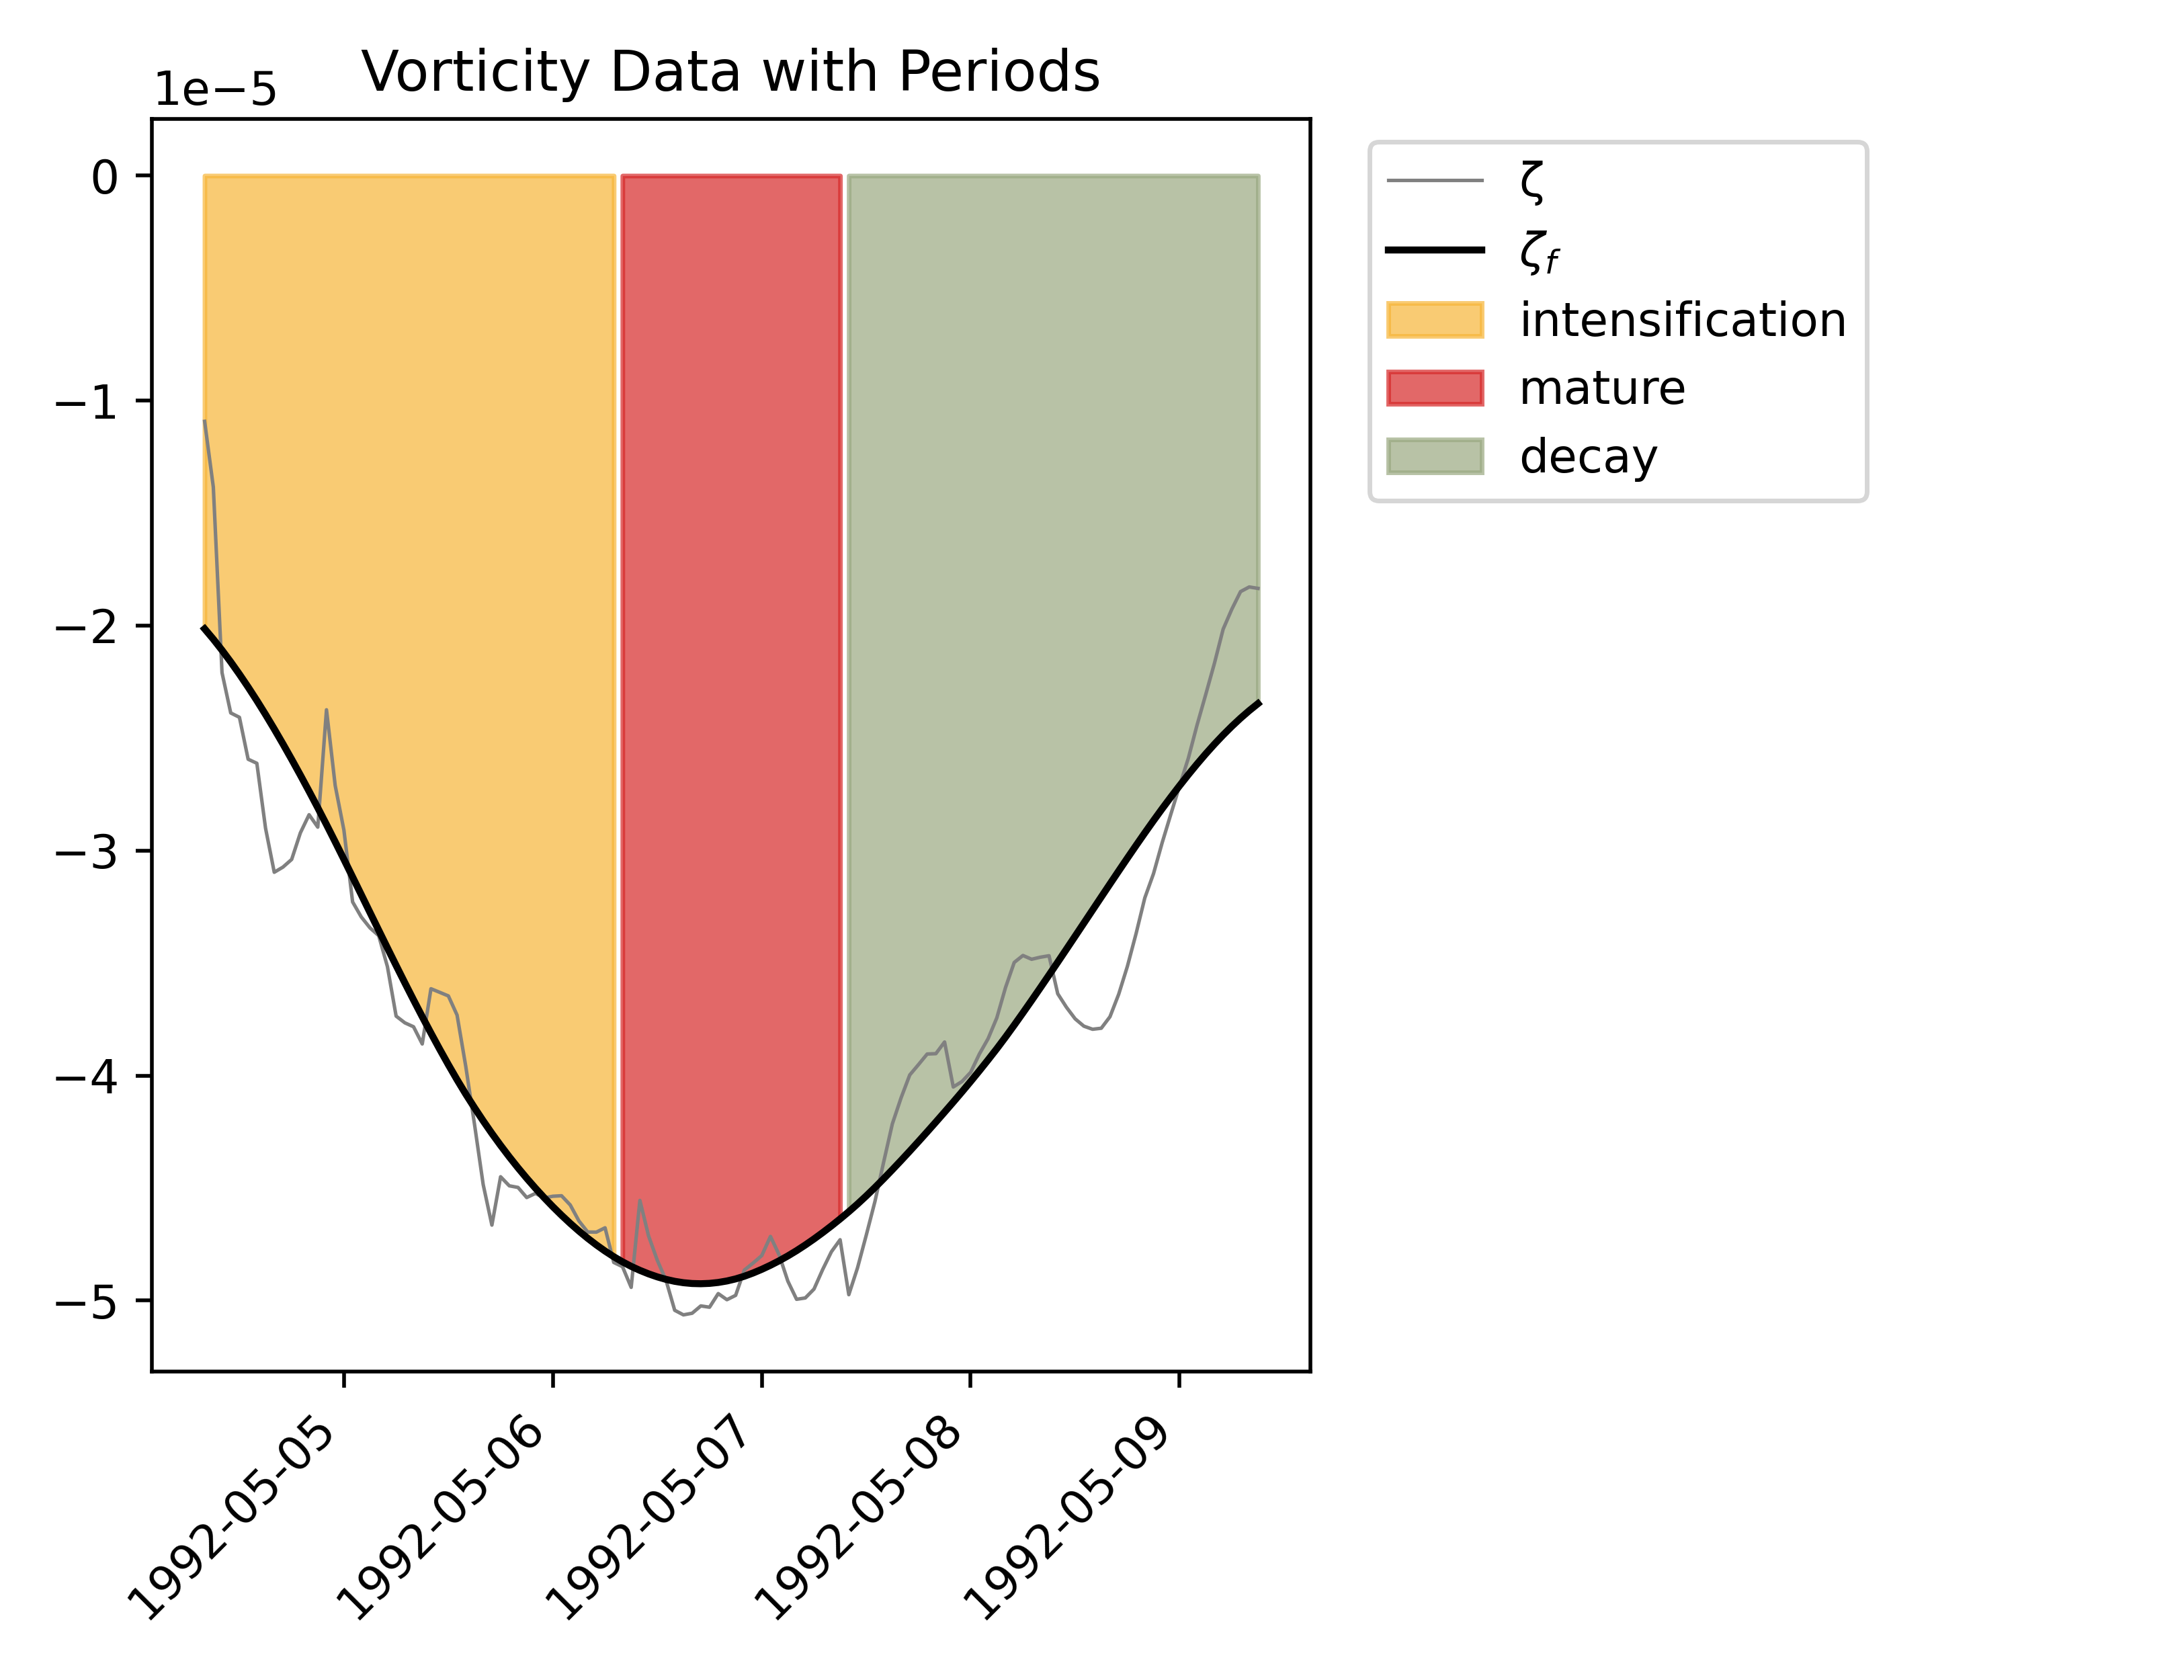 Vorticity Data with Periods
1e−5
0
−1
−2
−3
−4
−5
1992-05-05
1992-05-06
1992-05-07
1992-05-08
1992-05-09
ζ
ζf
intensification
mature
decay